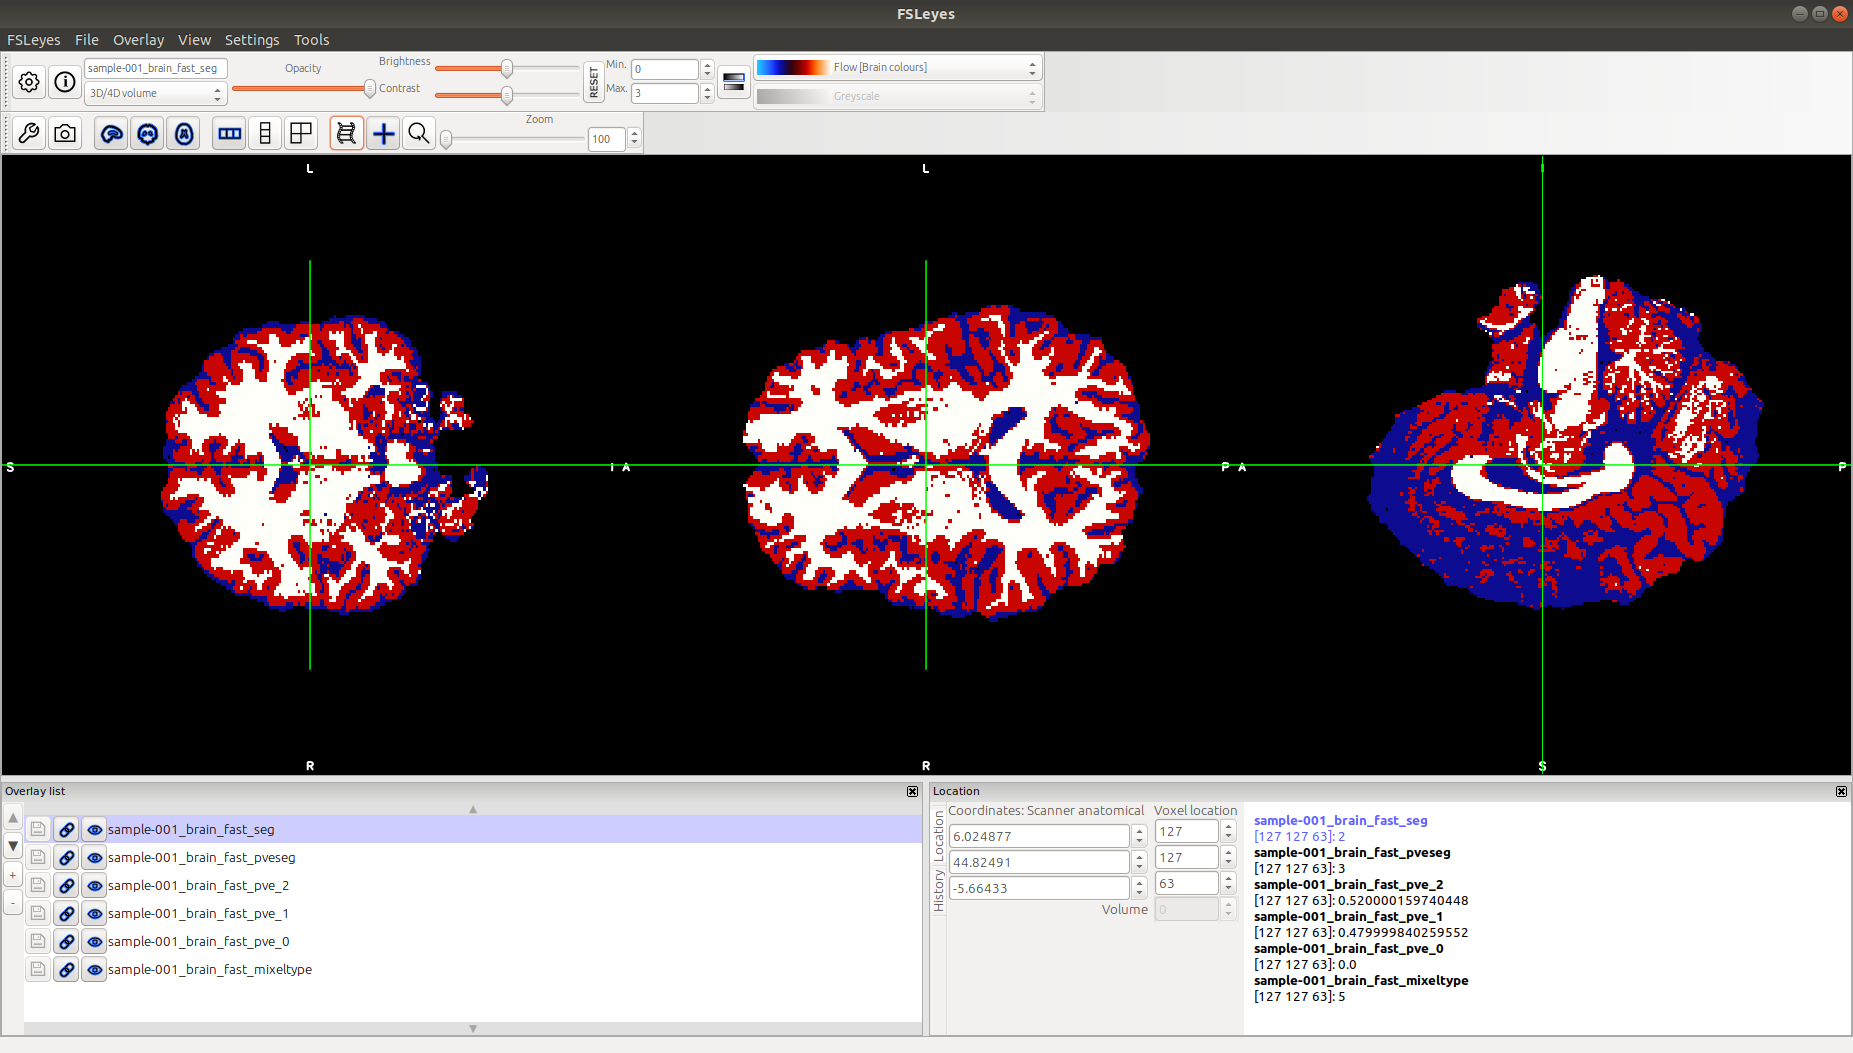 FSLeyes
FSLeyes File Overlay View Settings Tools
sample-001_brain_fast_seg
3D/4D volume
Opacity
Brightness
Contrast
RESET
Min. 0
Max. 3
Flow [Brain colours]
Greyscale
Zoom
100
L
L
I
S
I A
P A
P
R
R
S
Overlay list
sample-001_brain_fast_seg
sample-001_brain_fast_pveseg
sample-001_brain_fast_pve_2
sample-001_brain_fast_pve_1
sample-001_brain_fast_pve_0
sample-001_brain_fast_mixeltype
Location
Location
History
Coordinates: Scanner anatomical Voxel location
6.024877 127
44.82491 127
-5.66433 63
Volume 0
sample-001_brain_fast_seg
[127 127 63]: 2
sample-001_brain_fast_pveseg
[127 127 63]: 3
sample-001_brain_fast_pve_2
[127 127 63]: 0.520000159740448
sample-001_brain_fast_pve_1
[127 127 63]: 0.479999840259552
sample-001_brain_fast_pve_0
[127 127 63]: 0.0
sample-001_brain_fast_mixeltype
[127 127 63]: 5